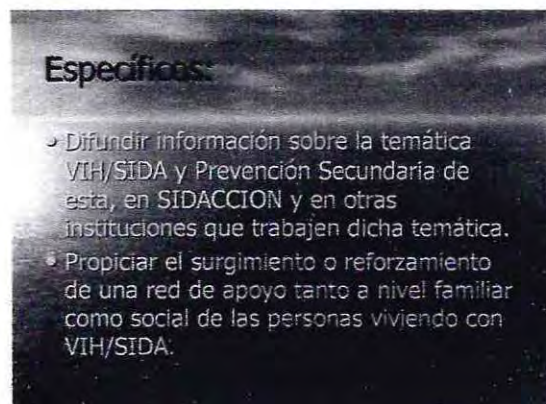 Específicos:
Difundir información sobre la temática
VIH/SIDA y Prevención Secundaria de
esta, en SIDACCION y en otras
instituciones que trabajen dicha temática.
Propiciar el surgimiento o reforzamiento
de una red de apoyo tanto a nivel familiar
como social de las personas viviendo con
VIH/SIDA.